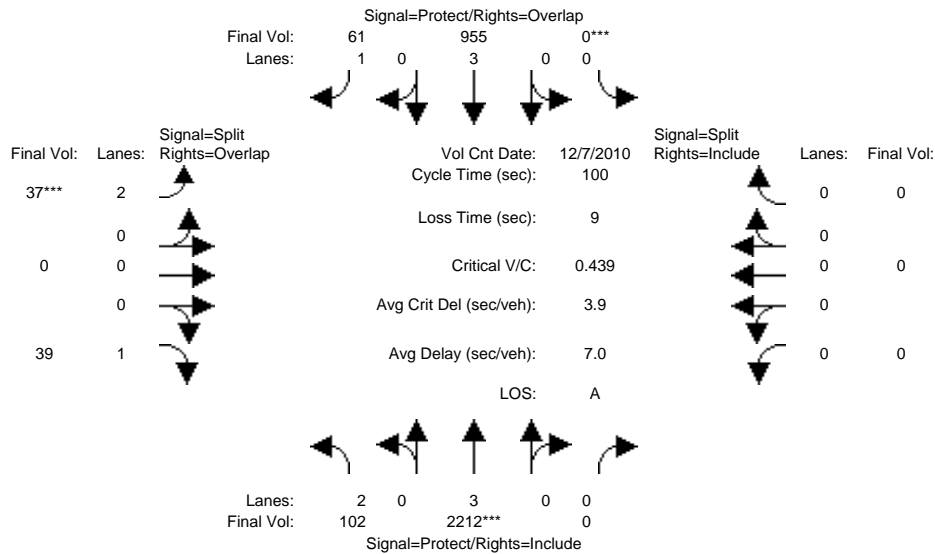 Signal=Protect/Rights=Overlap
Final Vol: 61 955 0***
Lanes: 1 0 3 0 0
Signal=Split
Final Vol: Lanes: Rights=Overlap
Vol Cnt Date: 12/7/2010
Signal=Split
Rights=Include Lanes: Final Vol:
Cycle Time (sec): 100
37*** 2
0 0
Loss Time (sec): 9
0
0
0 0
Critical V/C: 0.439
0 0
0
Avg Crit Del (sec/veh): 3.9
0
39 1
Avg Delay (sec/veh): 7.0
0 0
LOS: A
Lanes: 2 0 3 0 0
Final Vol: 102 2212*** 0
Signal=Protect/Rights=Include